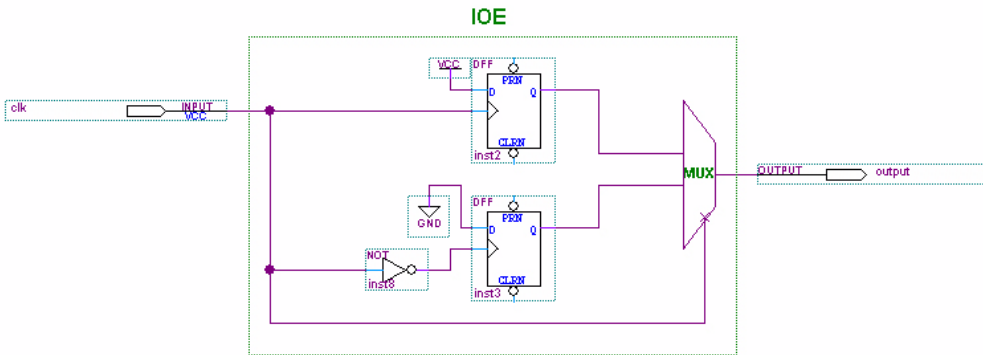 IOE
VCC
DFF
PRN
D
Q
CLRN
inst2
clk
INPUT
VCC
MUX
OUTPUT
output
DFF
PRN
GND
D
Q
NOT
CLRN
inst8
inst3